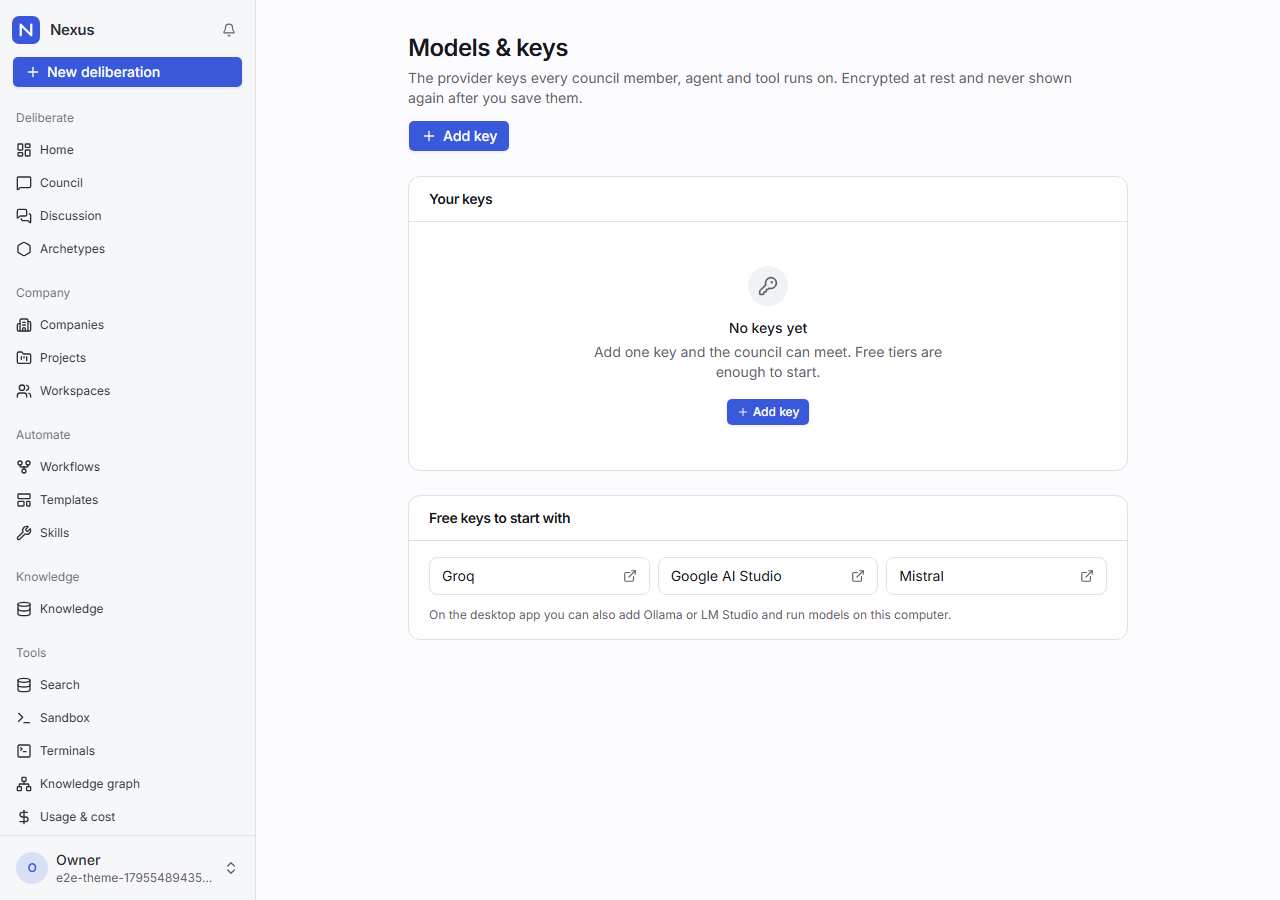 Nexus
New deliberation
Deliberate
Home
Council
Discussion
Archetypes
Company
Companies
Projects
Workspaces
Automate
Workflows
Templates
Skills
Knowledge
Knowledge
Tools
Search
Sandbox
Terminals
Knowledge graph
Usage & cost
O
Owner
e2e-theme-17955489435...
Models & keys
The provider keys every council member, agent and tool runs on. Encrypted at rest and never shown
again after you save them.
Add key
Your keys
No keys yet
Add one key and the council can meet. Free tiers are
enough to start.
Add key
Free keys to start with
Groq
Google AI Studio
Mistral
On the desktop app you can also add Ollama or LM Studio and run models on this computer.